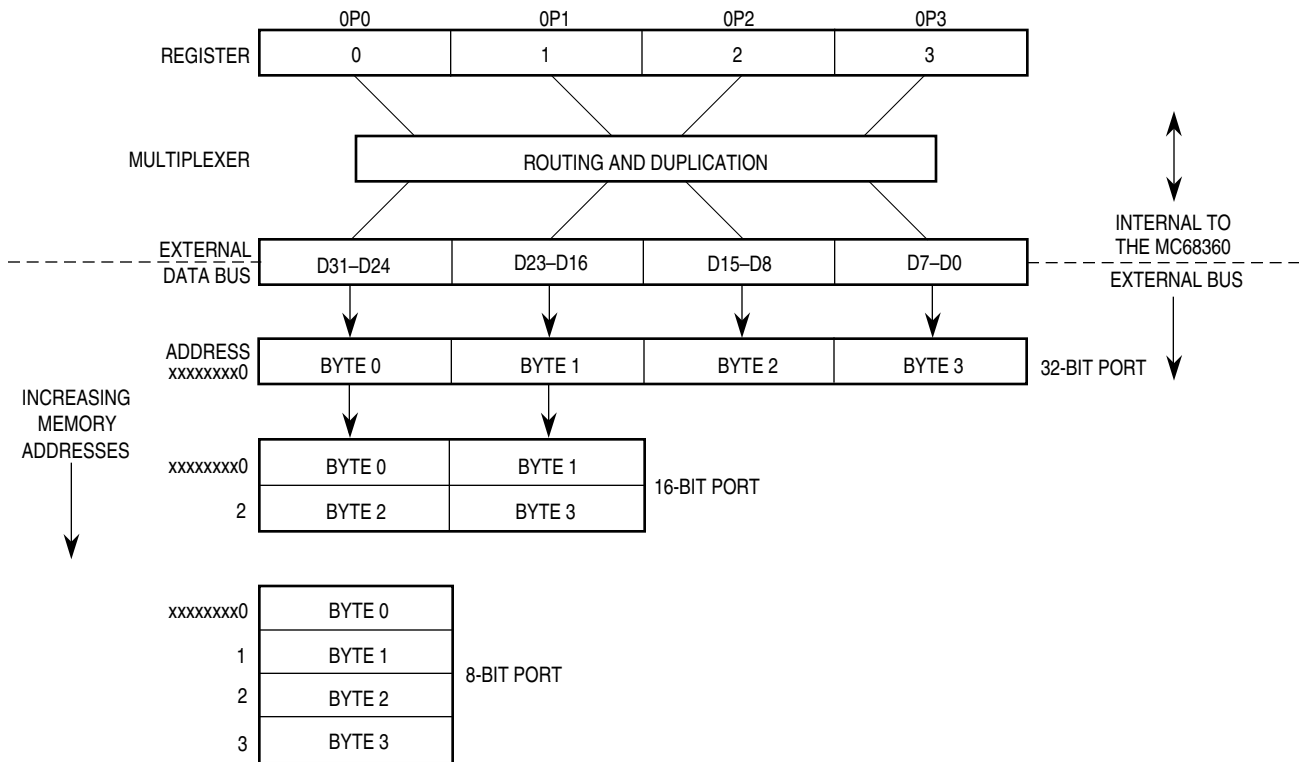 0P0 0P1 0P2 0P3
REGISTER 0 1 2 3
MULTIPLEXER ROUTING AND DUPLICATION
INTERNAL TO
THE MC68360
EXTERNAL
DATA BUS
D31–D24 D23–D16 D15–D8 D7–D0
EXTERNAL BUS
ADDRESS
xxxxxxxx0
BYTE 0 BYTE 1 BYTE 2 BYTE 3
32-BIT PORT
INCREASING
MEMORY
ADDRESSES
xxxxxxxx0 BYTE 0 BYTE 1
16-BIT PORT
2 BYTE 2 BYTE 3
xxxxxxxx0 BYTE 0
1 BYTE 1
8-BIT PORT
2 BYTE 2
3 BYTE 3